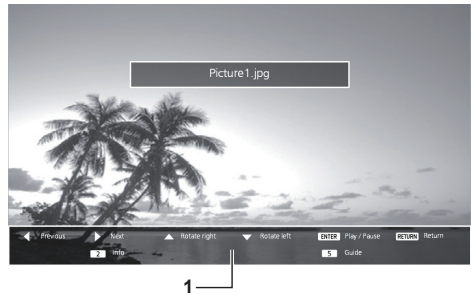 Picture1.jpg
Previous Next Rotate right Rotate left ENTER Play / Pause RETURN Return
2 Info 5 Guide
1